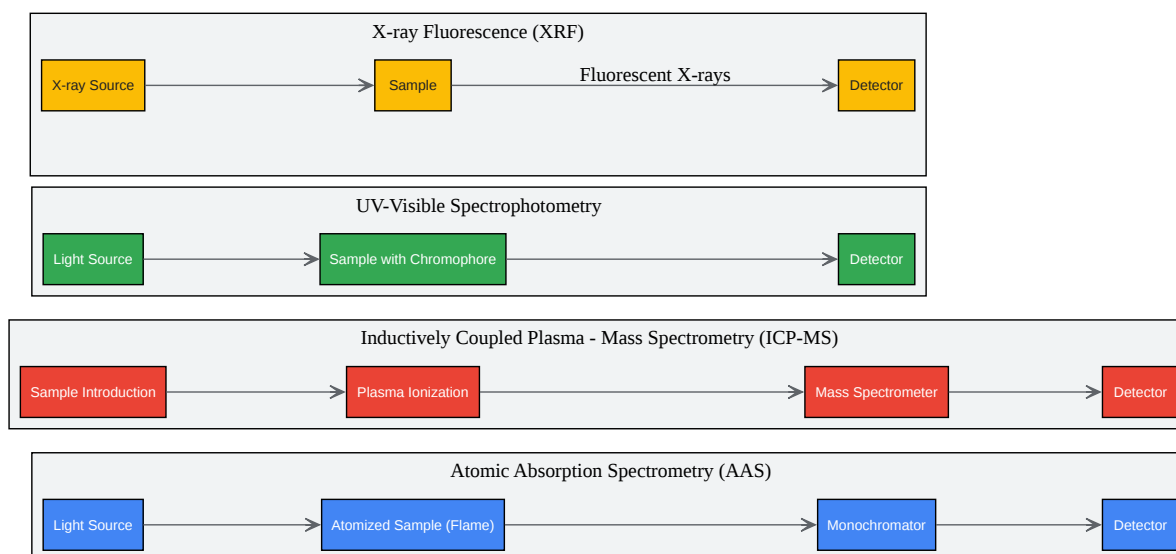 X-ray Fluorescence (XRF)
X-ray Source
Sample
Fluorescent X-rays
Detector
UV-Visible Spectrophotometry
Light Source
Sample with Chromophore
Detector
Inductively Coupled Plasma - Mass Spectrometry (ICP-MS)
Sample Introduction
Plasma Ionization
Mass Spectrometer
Detector
Atomic Absorption Spectrometry (AAS)
Light Source
Atomized Sample (Flame)
Monochromator
Detector